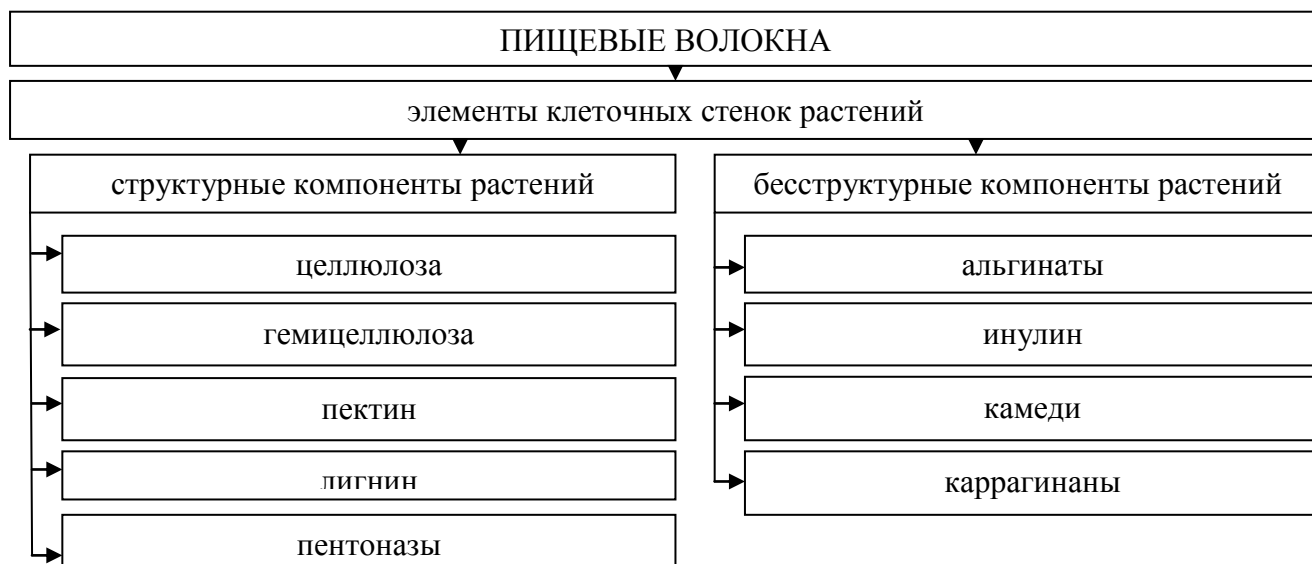 ПИЩЕВЫЕ ВОЛОКНА
элементы клеточных стенок растений
структурные компоненты растений
целлюлоза
гемицеллюлоза
пектин
лигнин
пентоназы
бесструктурные компоненты растений
альгинаты
инулин
камеди
каррагинаны